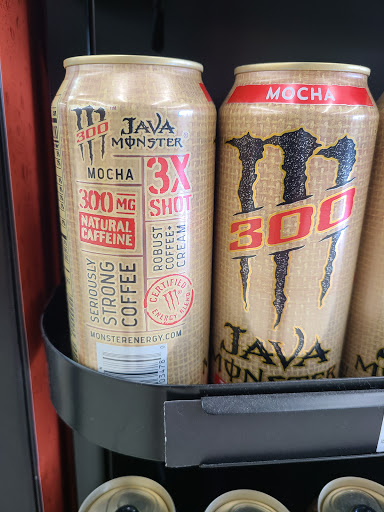 300
JAVA
MONSTER
MOCHA
300 MG
NATURAL
CAFFEINE
3X
SHOT
SERIOUSLY
STRONG
COFFEE
ROBUST
COFFEE+
CREAM
CERTIFIED
ENERGY BLEND
MONSTERENERGY.COM
MOCHA
300
JAVA
MONSTER